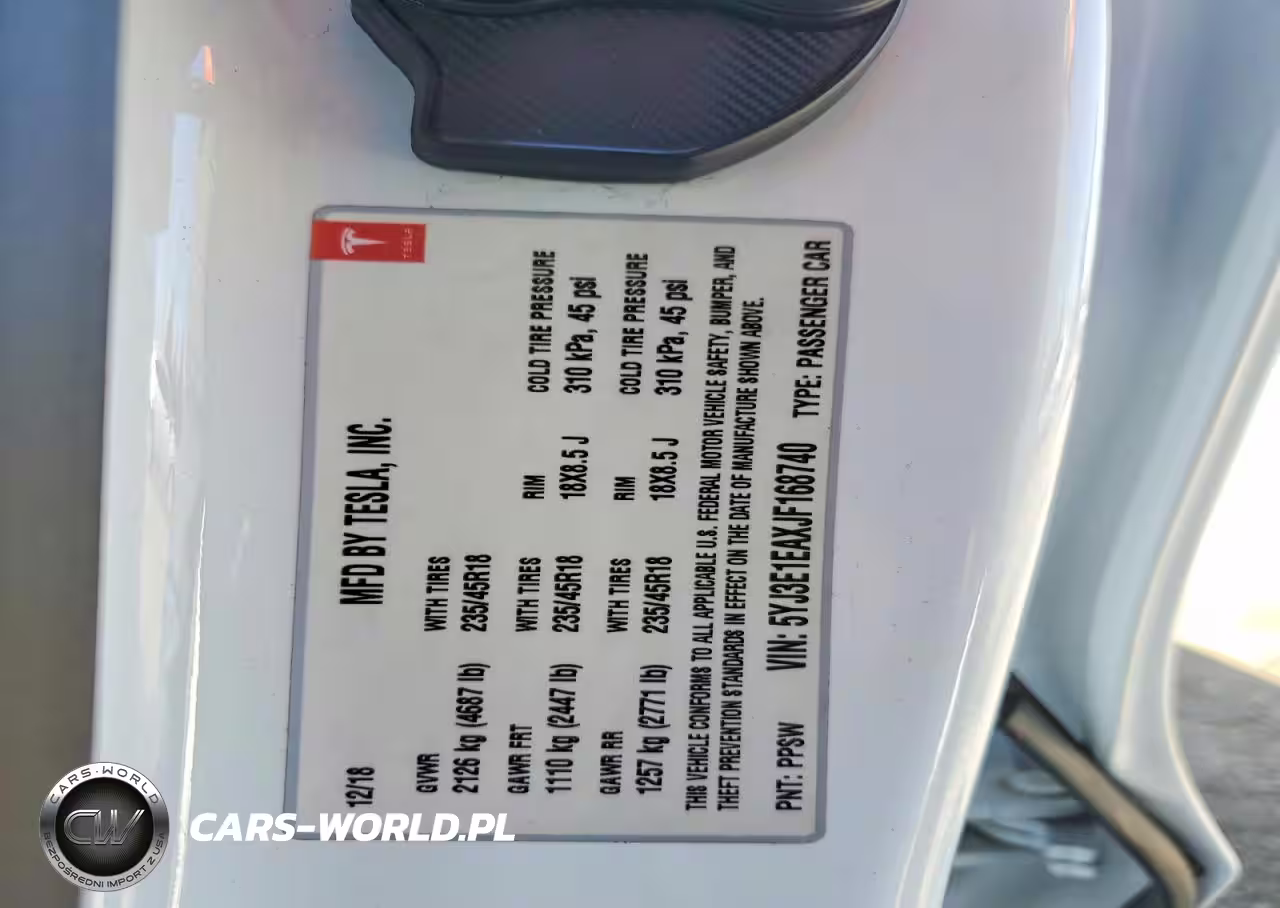 TESLA
12/18
MFD BY TESLA, INC.
GVWR WITH TIRES
2126 kg (4687 lb) 235/45R18
GAWR FRT WITH TIRES RIM COLD TIRE PRESSURE
1110 kg (2447 lb) 235/45R18 18X8.5 J 310 kPa, 45 psi
GAWR RR WITH TIRES RIM COLD TIRE PRESSURE
1257 kg (2771 lb) 235/45R18 18X8.5 J 310 kPa, 45 psi
THIS VEHICLE CONFORMS TO ALL APPLICABLE U.S. FEDERAL MOTOR VEHICLE SAFETY, BUMPER, AND
THEFT PREVENTION STANDARDS IN EFFECT ON THE DATE OF MANUFACTURE SHOWN ABOVE.
PNT: PPSW VIN: 5YJ3E1EAXJF168740 TYPE: PASSENGER CAR
CARS-WORLD
CW
BEZPOŚREDNI IMPORT Z USA
CARS-WORLD.PL